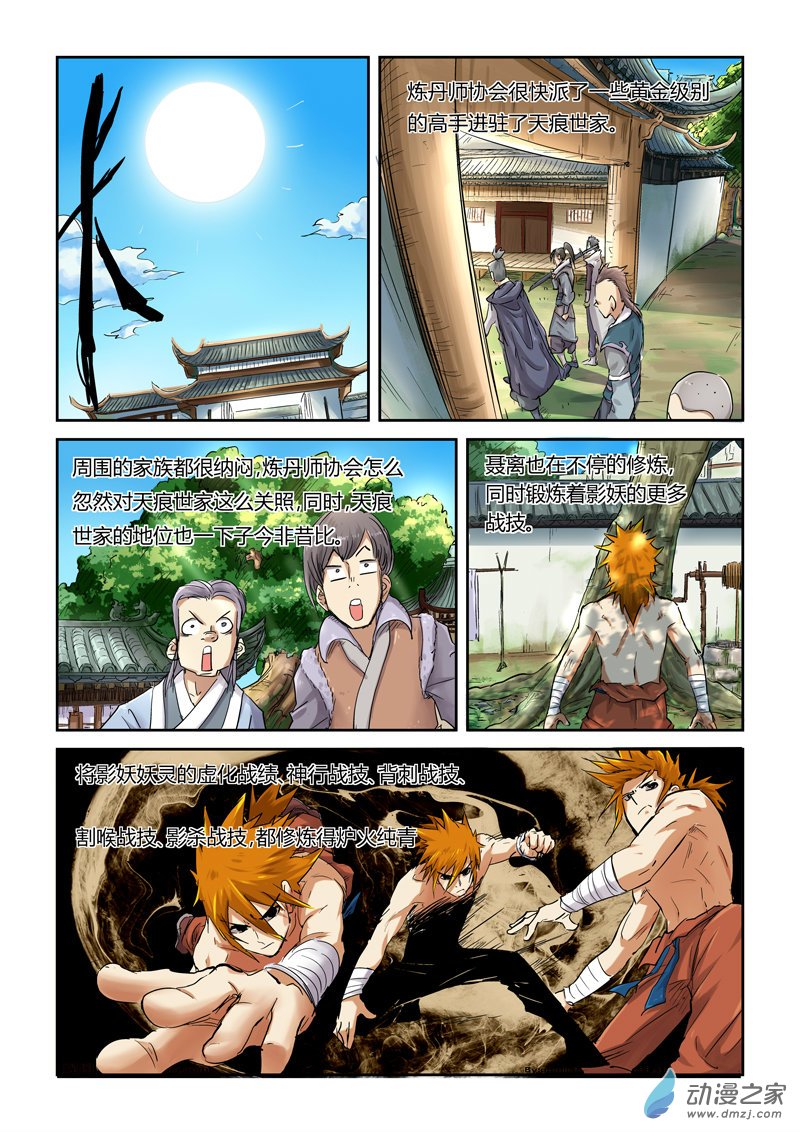 炼丹师协会很快派了一些黄金级别
的高手进驻了天痕世家。
周围的家族都很纳闷,炼丹师协会怎么
忽然对天痕世家这么关照,同时,天痕
世家的地位也一下子今非昔比。
聂离也在不停的修炼,
同时锻炼着影妖的更多
战技。
将影妖妖灵的虚化战绩、神行战技、背刺战技、
割喉战技、影杀战技,都修炼得炉火纯青
动漫之家
www.dmzj.com